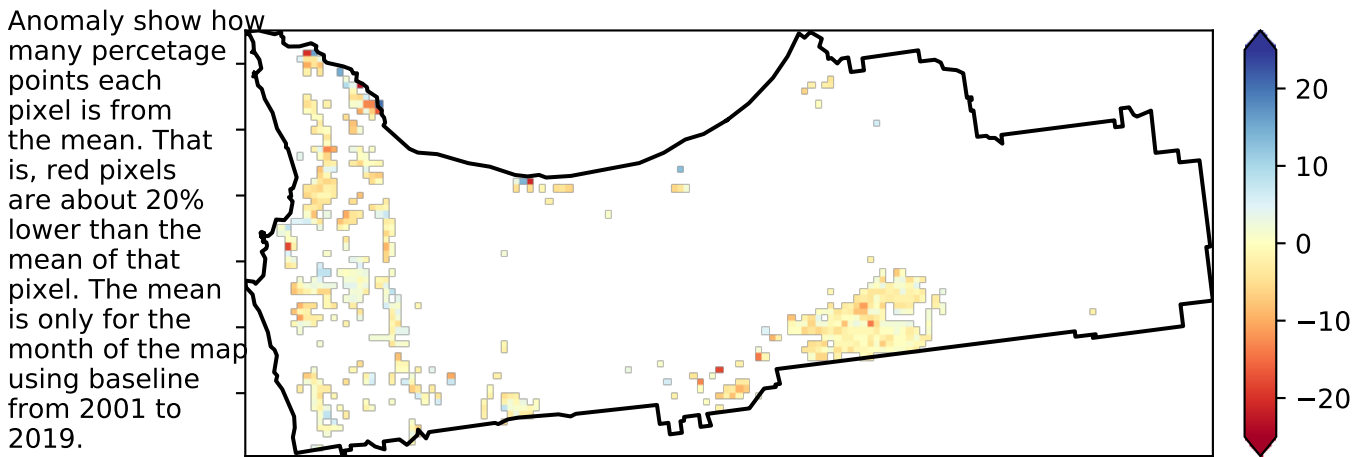 Anomaly show how
many percetage
points each
pixel is from
the mean. That
is, red pixels
are about 20%
lower than the
mean of that
pixel. The mean
is only for the
month of the map
using baseline
from 2001 to
2019.
20
10
0
−10
−20